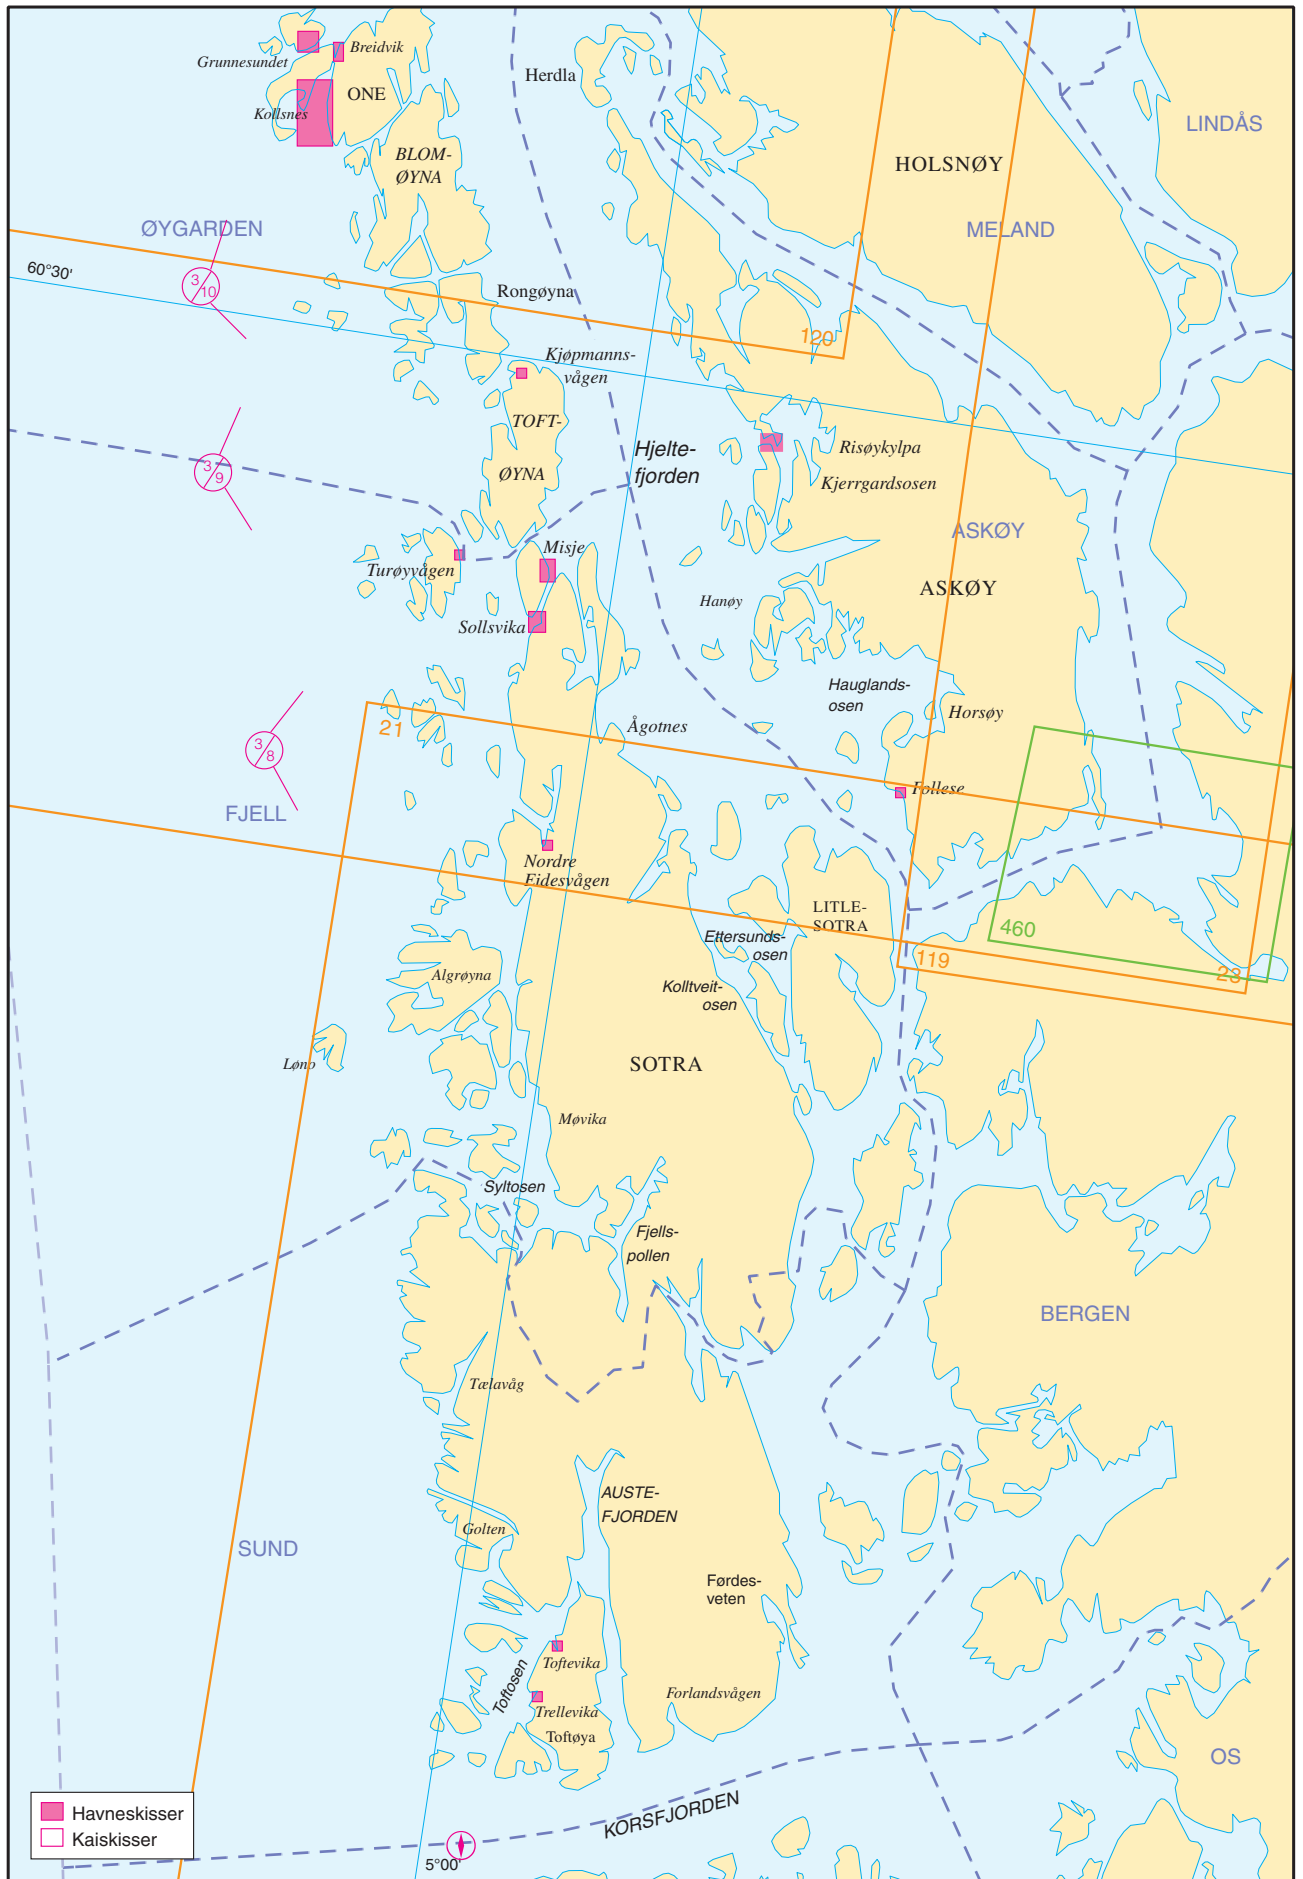 Breidvik
Grunnesundet
Herdla
ONE
Kollsnes
LINDÅS
BLOM-
ØYNA
HOLSNØY
ØYGARDEN
MELAND
60°30'
3/10
Rongøyna
120
Kjøpmanns-
vågen
TOFT-
ØYNA
Hjelte-
fjorden
Risøykylpa
3/9
Kjerrgardsosen
ASKØY
Misje
Turøyvågen
ASKØY
Hanøy
Sollsvika
Hauglands-
osen
Horsøy
21
Ågotnes
3/8
Follese
FJELL
Nordre
Eidesvågen
LITLE-
SOTRA
460
Ettersunds-
osen
119
23
Algrøyna
Kolltveit-
osen
Løno
SOTRA
Møvika
Syltosen
Fjells-
pollen
BERGEN
Tælavåg
AUSTE-
FJORDEN
Golten
SUND
Førdes-
veten
Toftevika
Toftosen
Forlandsvågen
Trellevika
Toftøya
OS
KORSFJORDEN
Havneskisser
Kaiskisser
5°00'